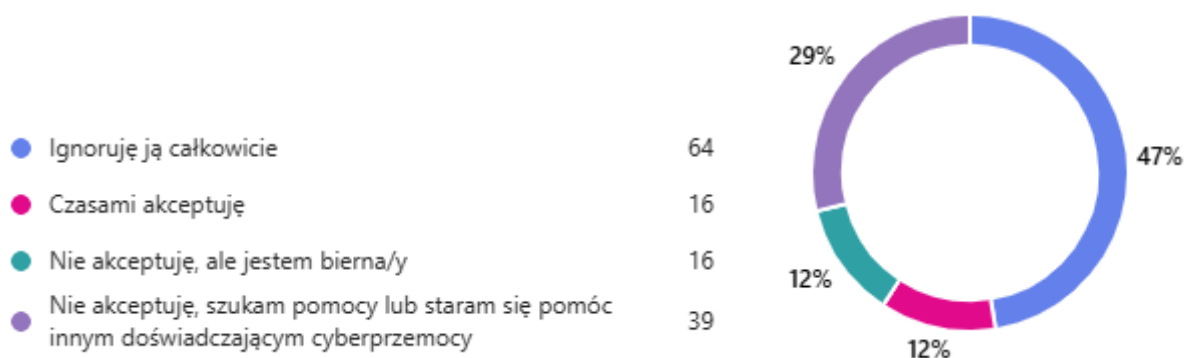 29%
Ignoruję ją całkowicie 64
47%
Czasami akceptuję 16
Nie akceptuję, ale jestem bierna/y 16
12%
Nie akceptuję, szukam pomocy lub staram się pomóc
innym doświadczającym cyberprzemocy 39
12%